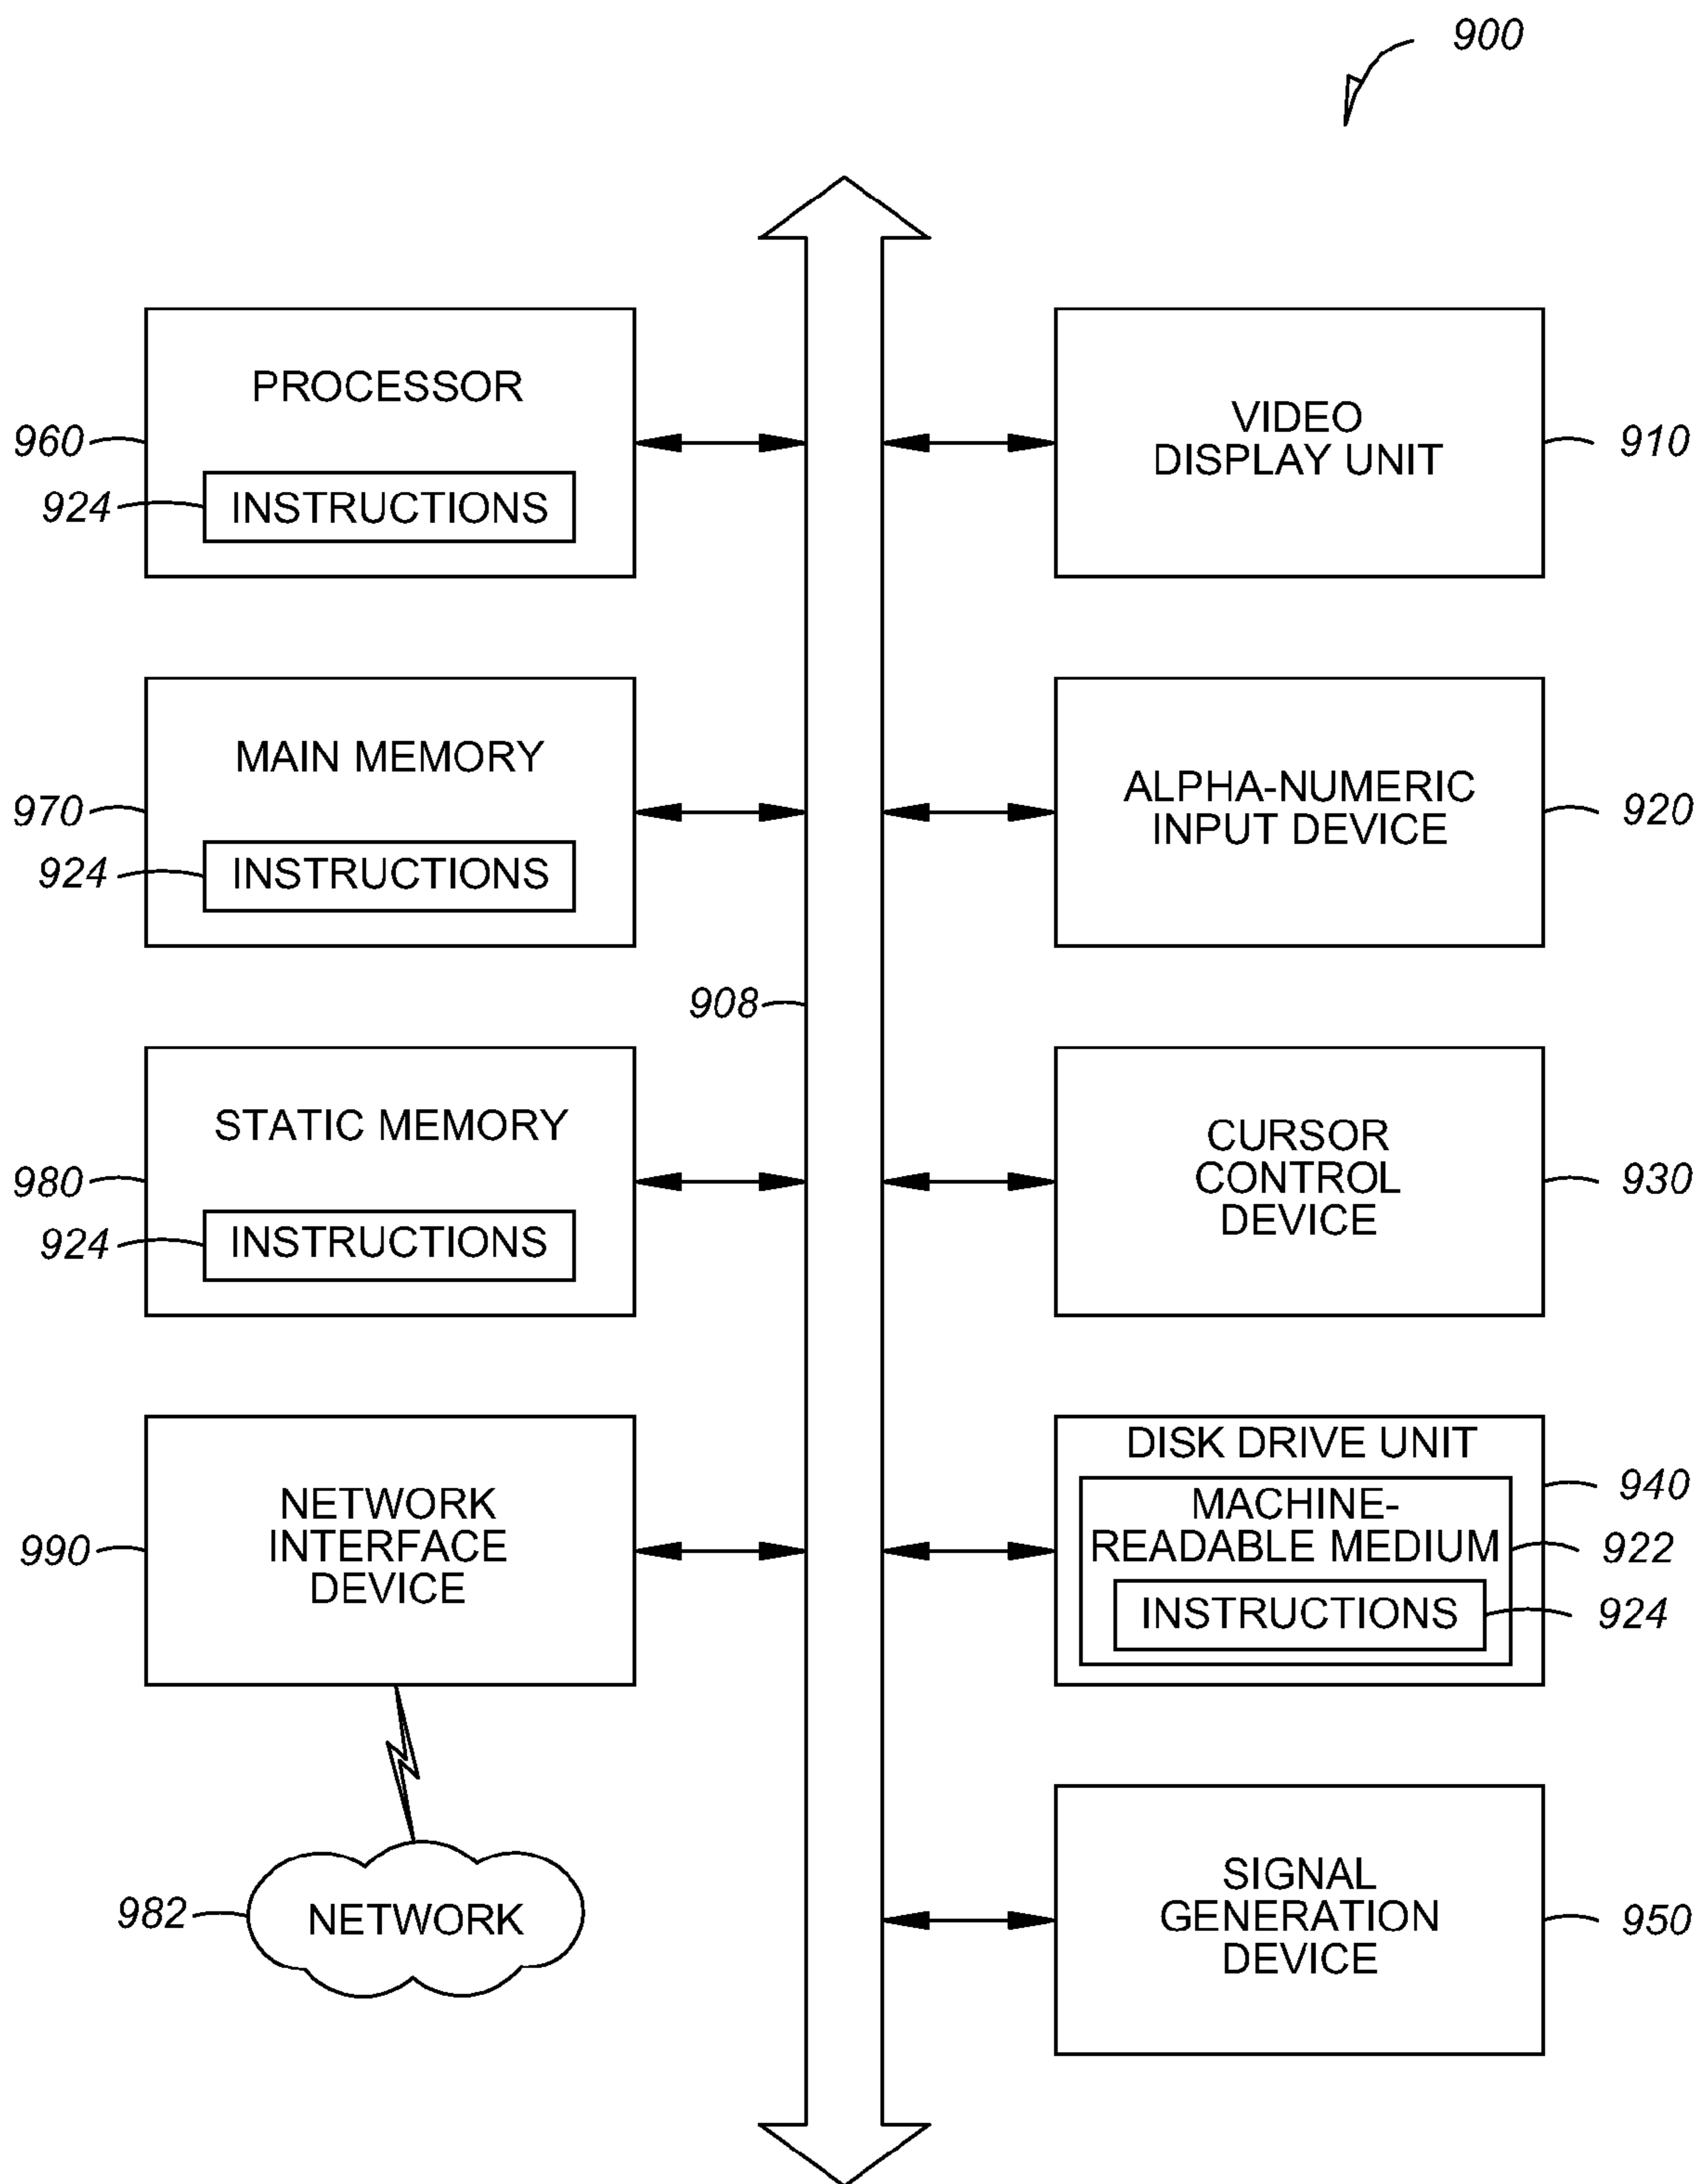 900
PROCESSOR
960
924
INSTRUCTIONS
VIDEO
DISPLAY UNIT
910
MAIN MEMORY
970
924
INSTRUCTIONS
ALPHA-NUMERIC
INPUT DEVICE
920
908
STATIC MEMORY
980
924
INSTRUCTIONS
CURSOR
CONTROL
DEVICE
930
NETWORK
INTERFACE
DEVICE
990
DISK DRIVE UNIT
940
MACHINE-
READABLE MEDIUM
922
INSTRUCTIONS
924
982
NETWORK
SIGNAL
GENERATION
DEVICE
950